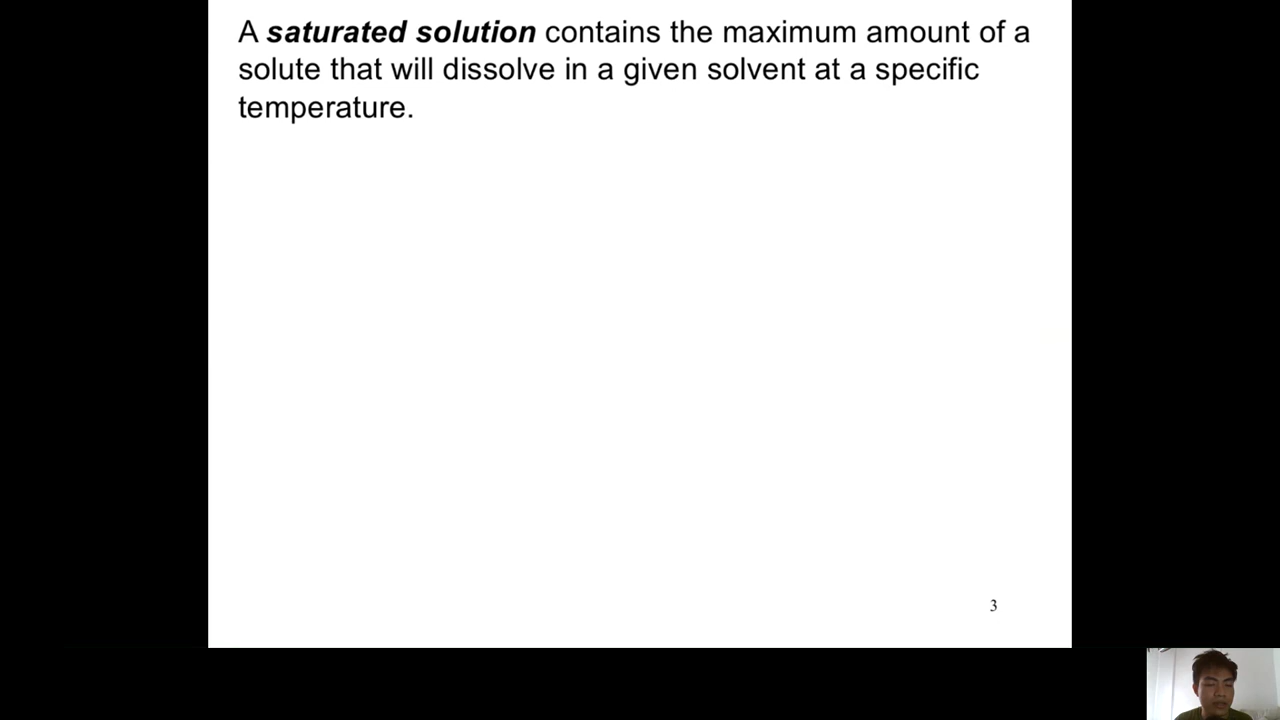 A saturated solution contains the maximum amount of a
solute that will dissolve in a given solvent at a specific
temperature.
3